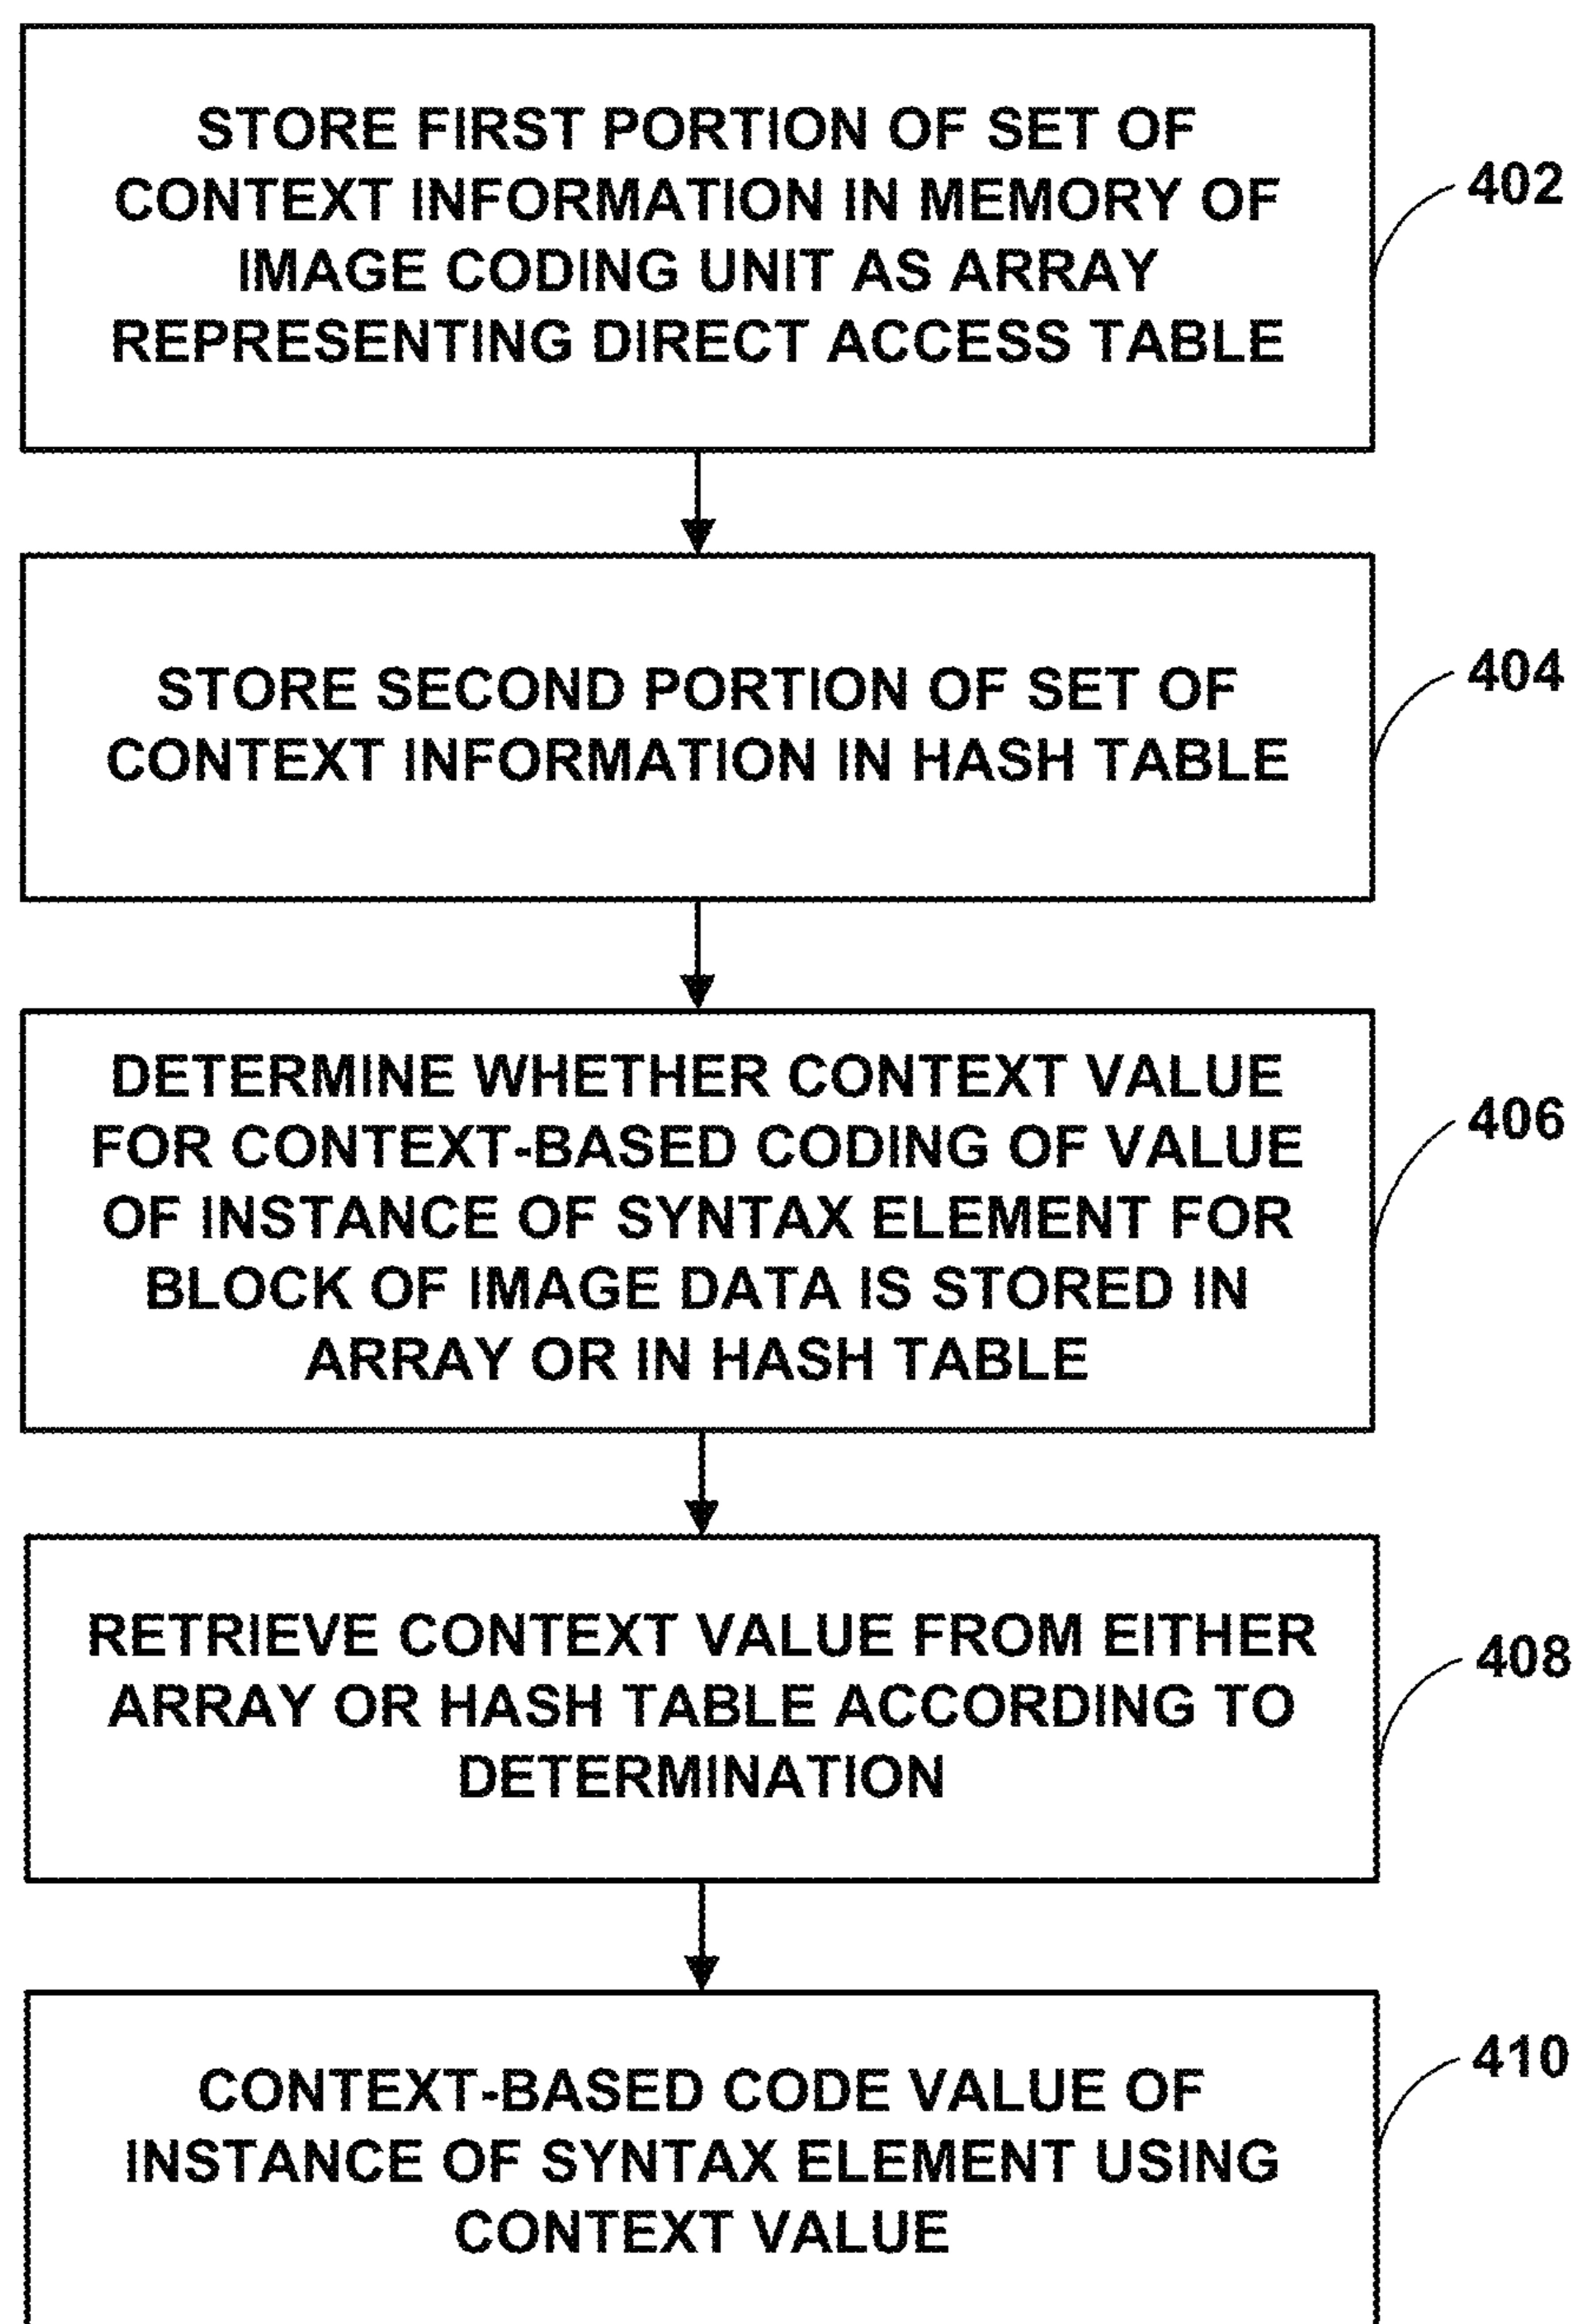 STORE FIRST PORTION OF SET OF
CONTEXT INFORMATION IN MEMORY OF
IMAGE CODING UNIT AS ARRAY
REPRESENTING DIRECT ACCESS TABLE
402
STORE SECOND PORTION OF SET OF
CONTEXT INFORMATION IN HASH TABLE
404
DETERMINE WHETHER CONTEXT VALUE
FOR CONTEXT-BASED CODING OF VALUE
OF INSTANCE OF SYNTAX ELEMENT FOR
BLOCK OF IMAGE DATA IS STORED IN
ARRAY OR IN HASH TABLE
406
RETRIEVE CONTEXT VALUE FROM EITHER
ARRAY OR HASH TABLE ACCORDING TO
DETERMINATION
408
CONTEXT-BASED CODE VALUE OF
INSTANCE OF SYNTAX ELEMENT USING
CONTEXT VALUE
410